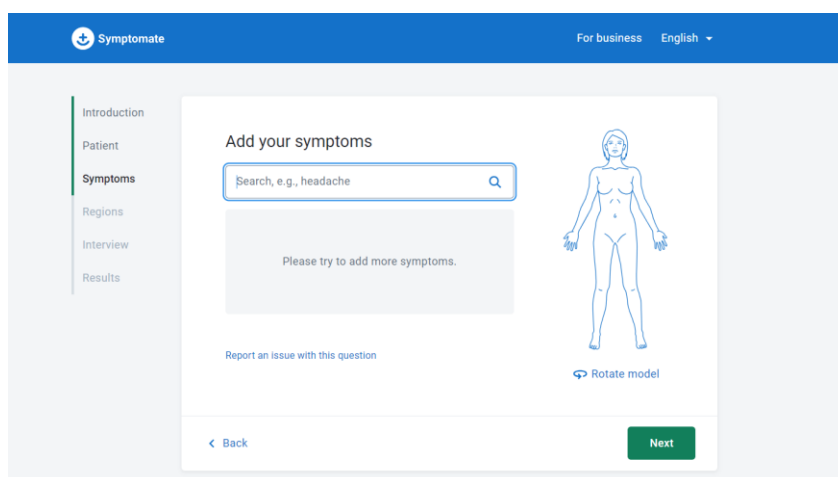 Symptomate
For business English
Introduction
Patient
Symptoms
Regions
Interview
Results
Add your symptoms
Search, e.g., headache
Please try to add more symptoms.
Report an issue with this question
Rotate model
Back
Next